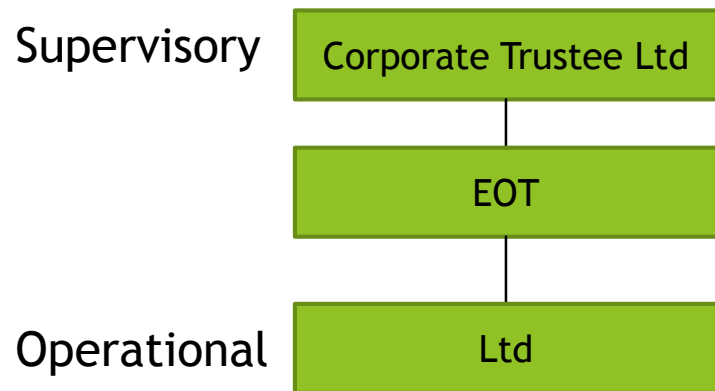 Supervisory
Corporate Trustee Ltd
EOT
Operational
Ltd